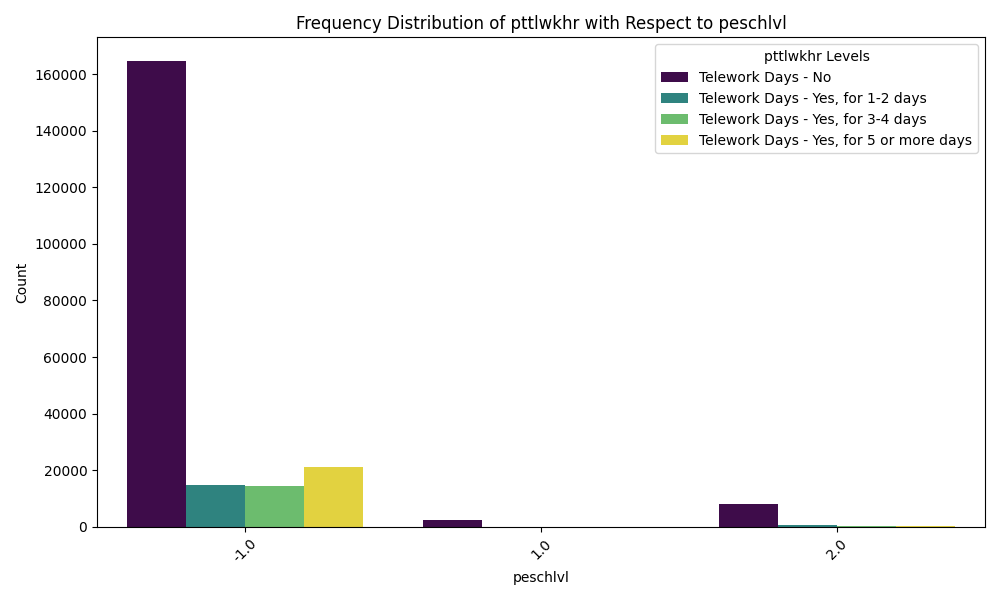 Frequency Distribution of pttlwkhr with Respect to peschlvl
pttlwkhr Levels
Telework Days - No
Telework Days - Yes, for 1-2 days
Telework Days - Yes, for 3-4 days
Telework Days - Yes, for 5 or more days
160000
140000
120000
100000
80000
60000
40000
20000
0
Count
-1.0
1.0
2.0
peschlvl